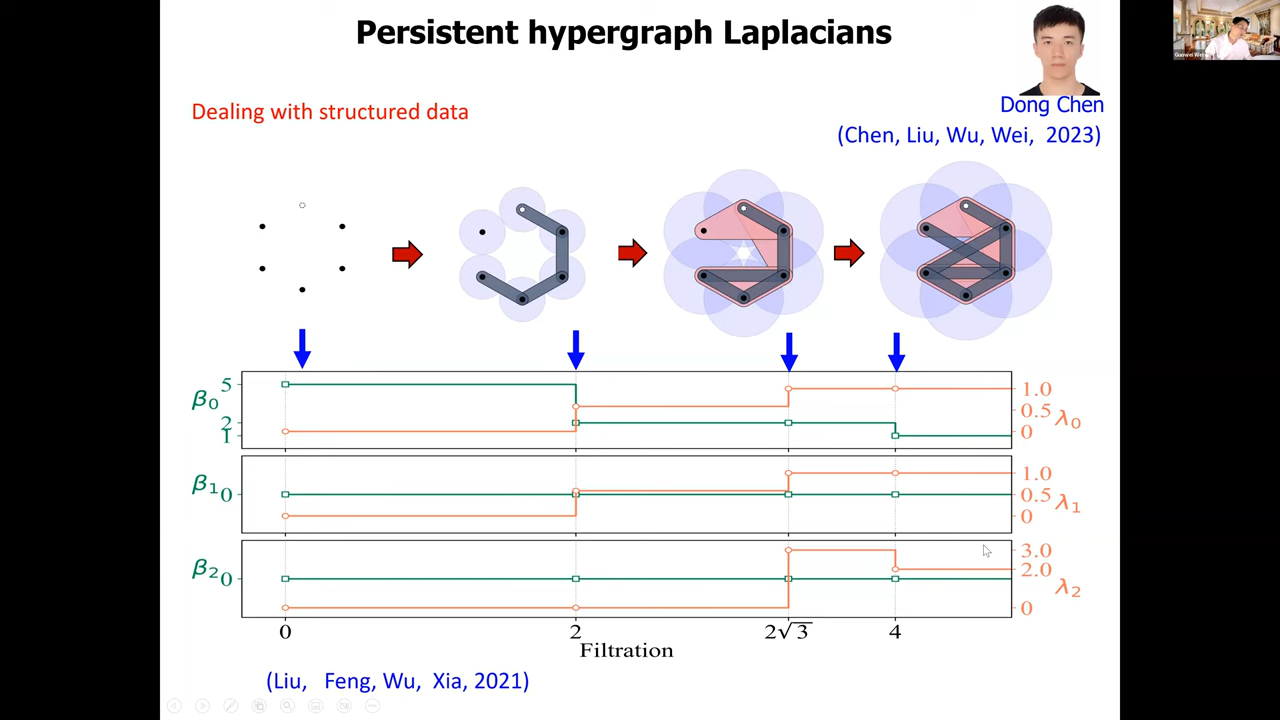 Persistent hypergraph Laplacians
Guowei We
Dealing with structured data
Dong Chen
(Chen, Liu, Wu, Wei, 2023)
β0
5
2
1
1.0
0.5
0
λ0
β1
0
1.0
0.5
0
λ1
β2
0
3.0
2.0
0
λ2
0 2 2√3 4
Filtration
(Liu, Feng, Wu, Xia, 2021)